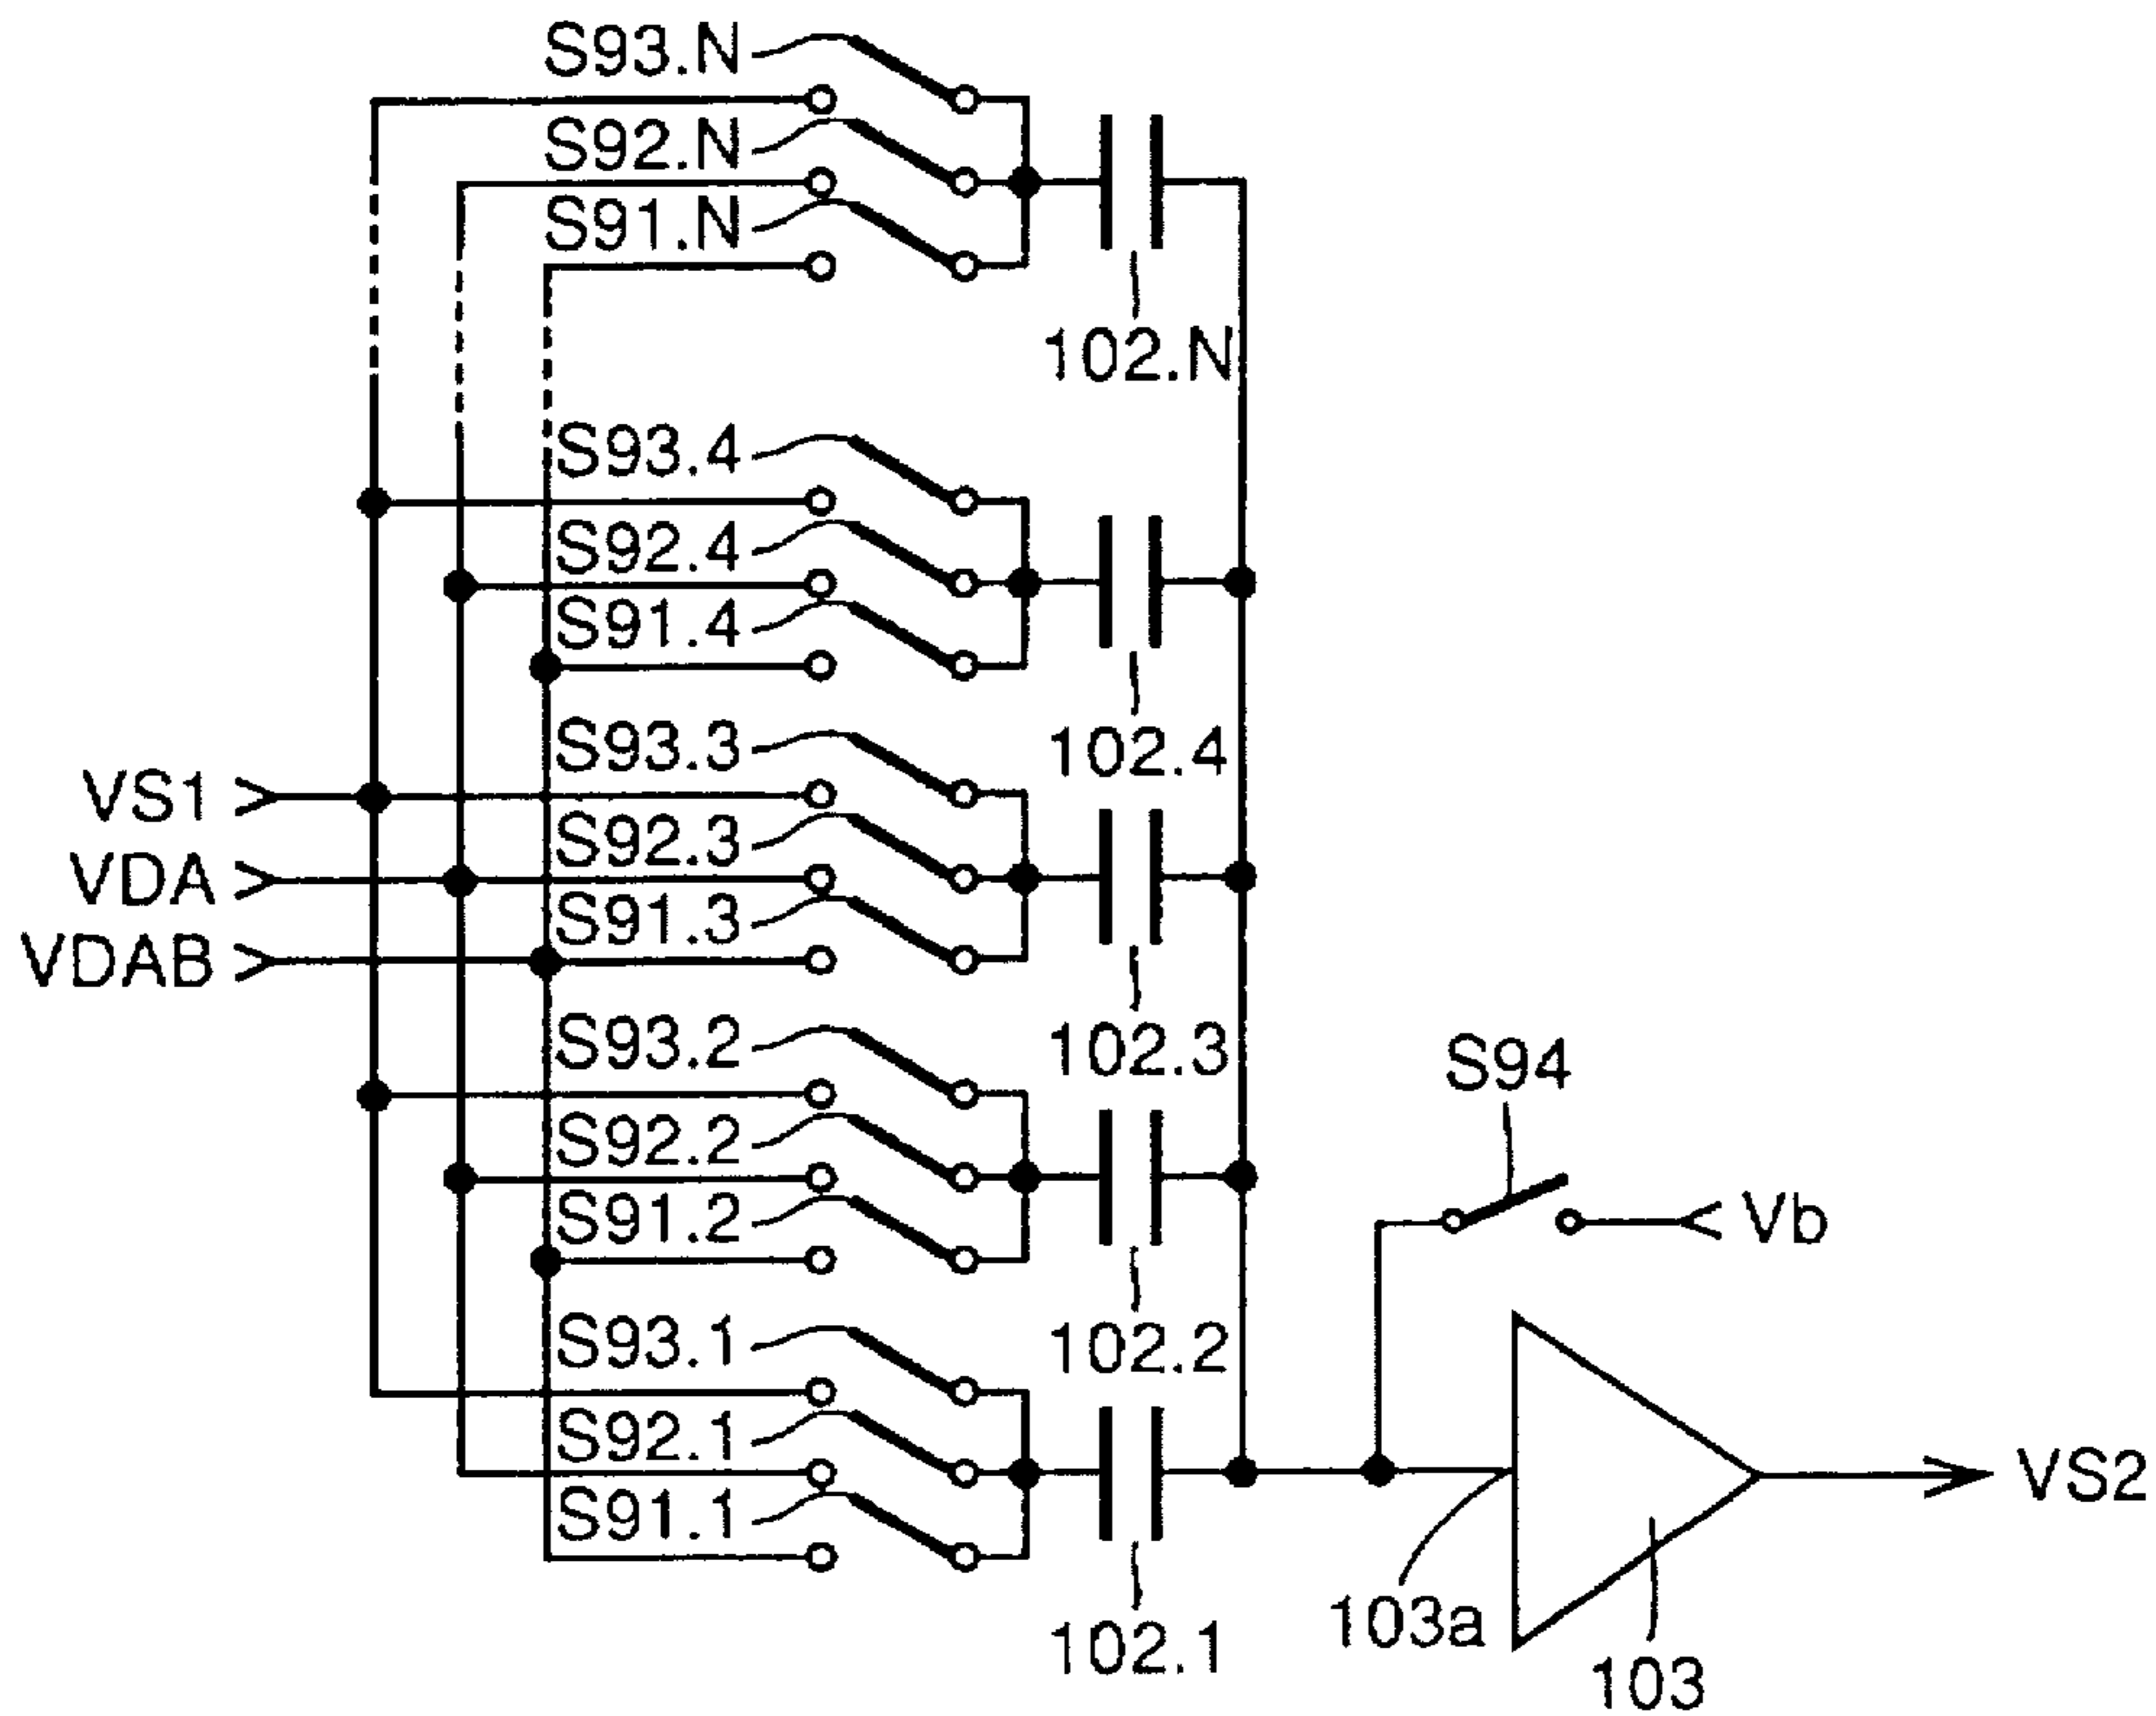 S93.N
S92.N
S91.N
102.N
S93.4
S92.4
S91.4
102.4
S93.3
VS1
S92.3
VDA
S91.3
VDAB
102.3
S93.2
S94
S92.2
S91.2
Vb
102.2
S93.1
S92.1
VS2
S91.1
103a
102.1
103